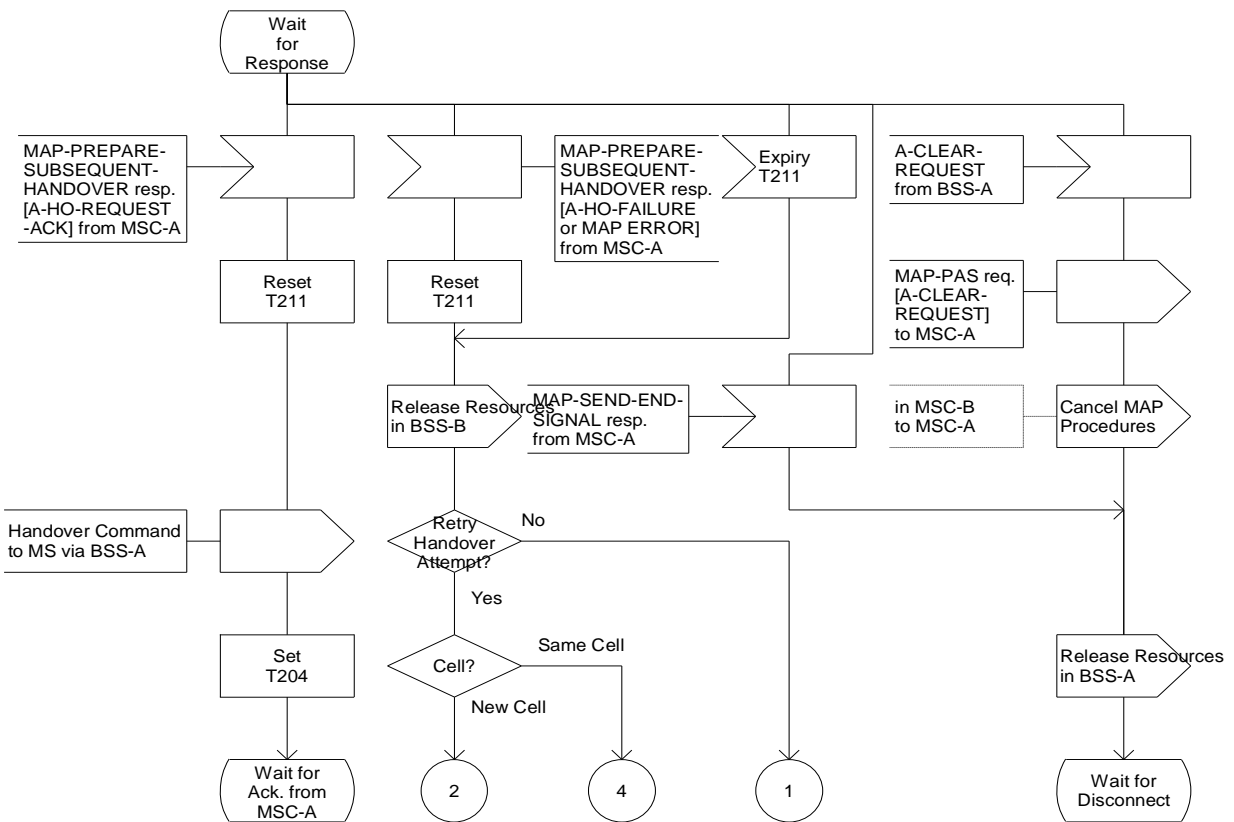 Wait
for
Response
MAP-PREPARE-
SUBSEQUENT-
HANDOVER resp.
[A-HO-REQUEST
-ACK] from MSC-A
MAP-PREPARE-
SUBSEQUENT-
HANDOVER resp.
[A-HO-FAILURE
or MAP ERROR]
from MSC-A
Expiry
T211
A-CLEAR-
REQUEST
from BSS-A
Reset
T211
Reset
T211
MAP-PAS req.
[A-CLEAR-
REQUEST]
to MSC-A
Release Resources
in BSS-B
MAP-SEND-END-
SIGNAL resp.
from MSC-A
in MSC-B
to MSC-A
Cancel MAP
Procedures
Handover Command
to MS via BSS-A
Retry
Handover
Attempt?
No
Yes
Set
T204
Cell?
Same Cell
New Cell
Release Resources
in BSS-A
Wait for
Ack. from
MSC-A
2
4
1
Wait for
Disconnect